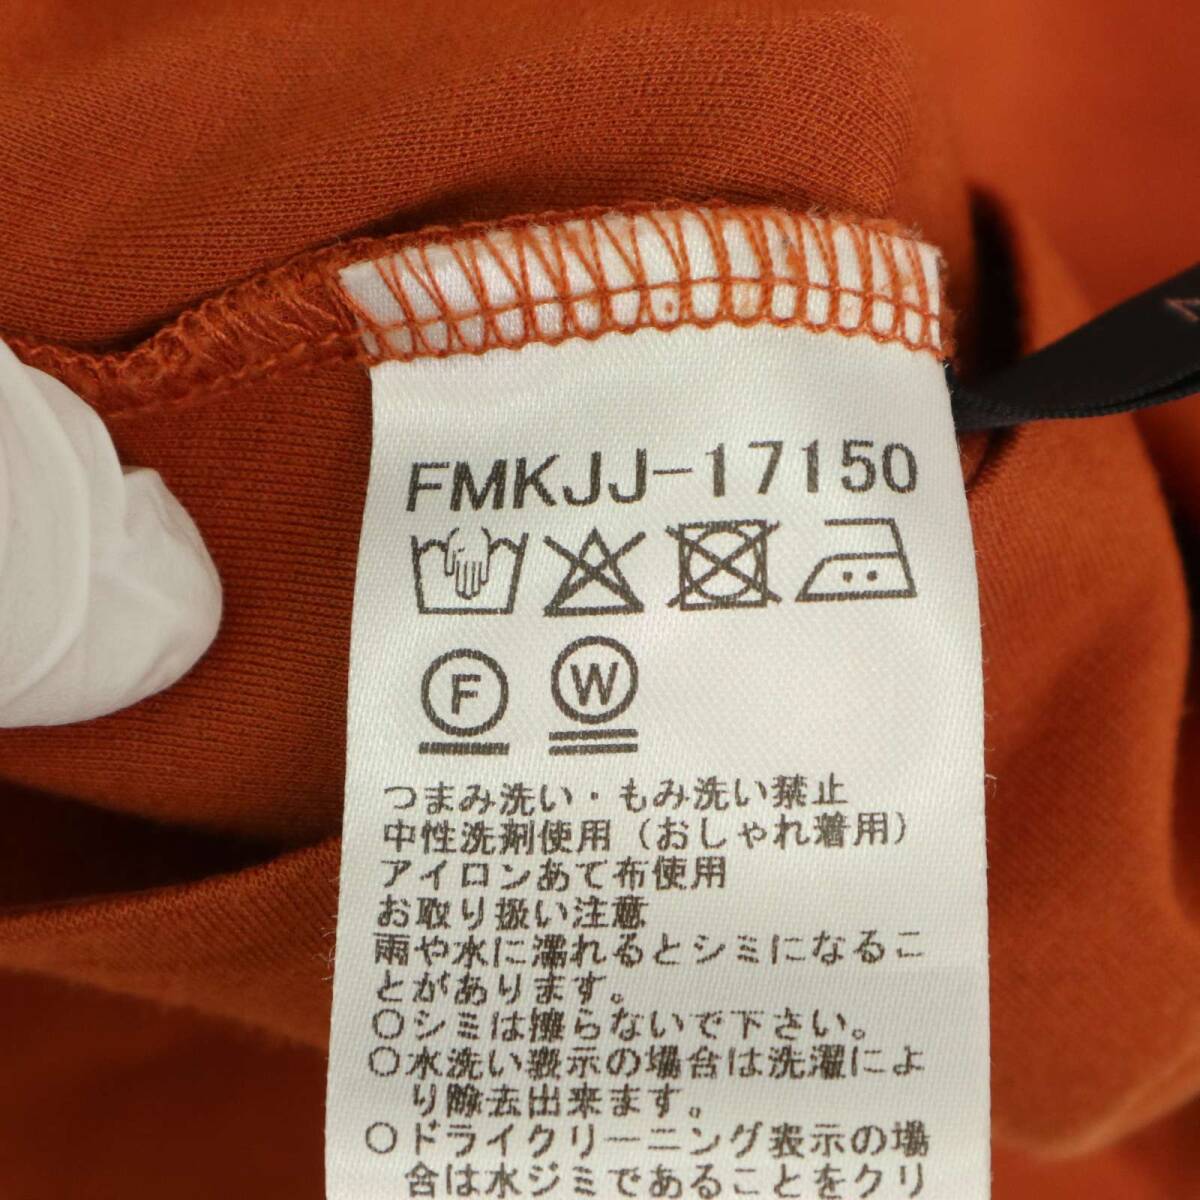 FMKJJ-17150
F
W
つまみ洗い・もみ洗い禁止
中性洗剤使用(おしゃれ着用)
アイロンあて布使用
お取り扱い注意
雨や水に濡れるとシミになるこ
とがあります。
○シミは擦らないで下さい。
○水洗い表示の場合は洗濯によ
り除去出来ます。
○ドライクリーニング表示の場
合は水ジミであることをクリ